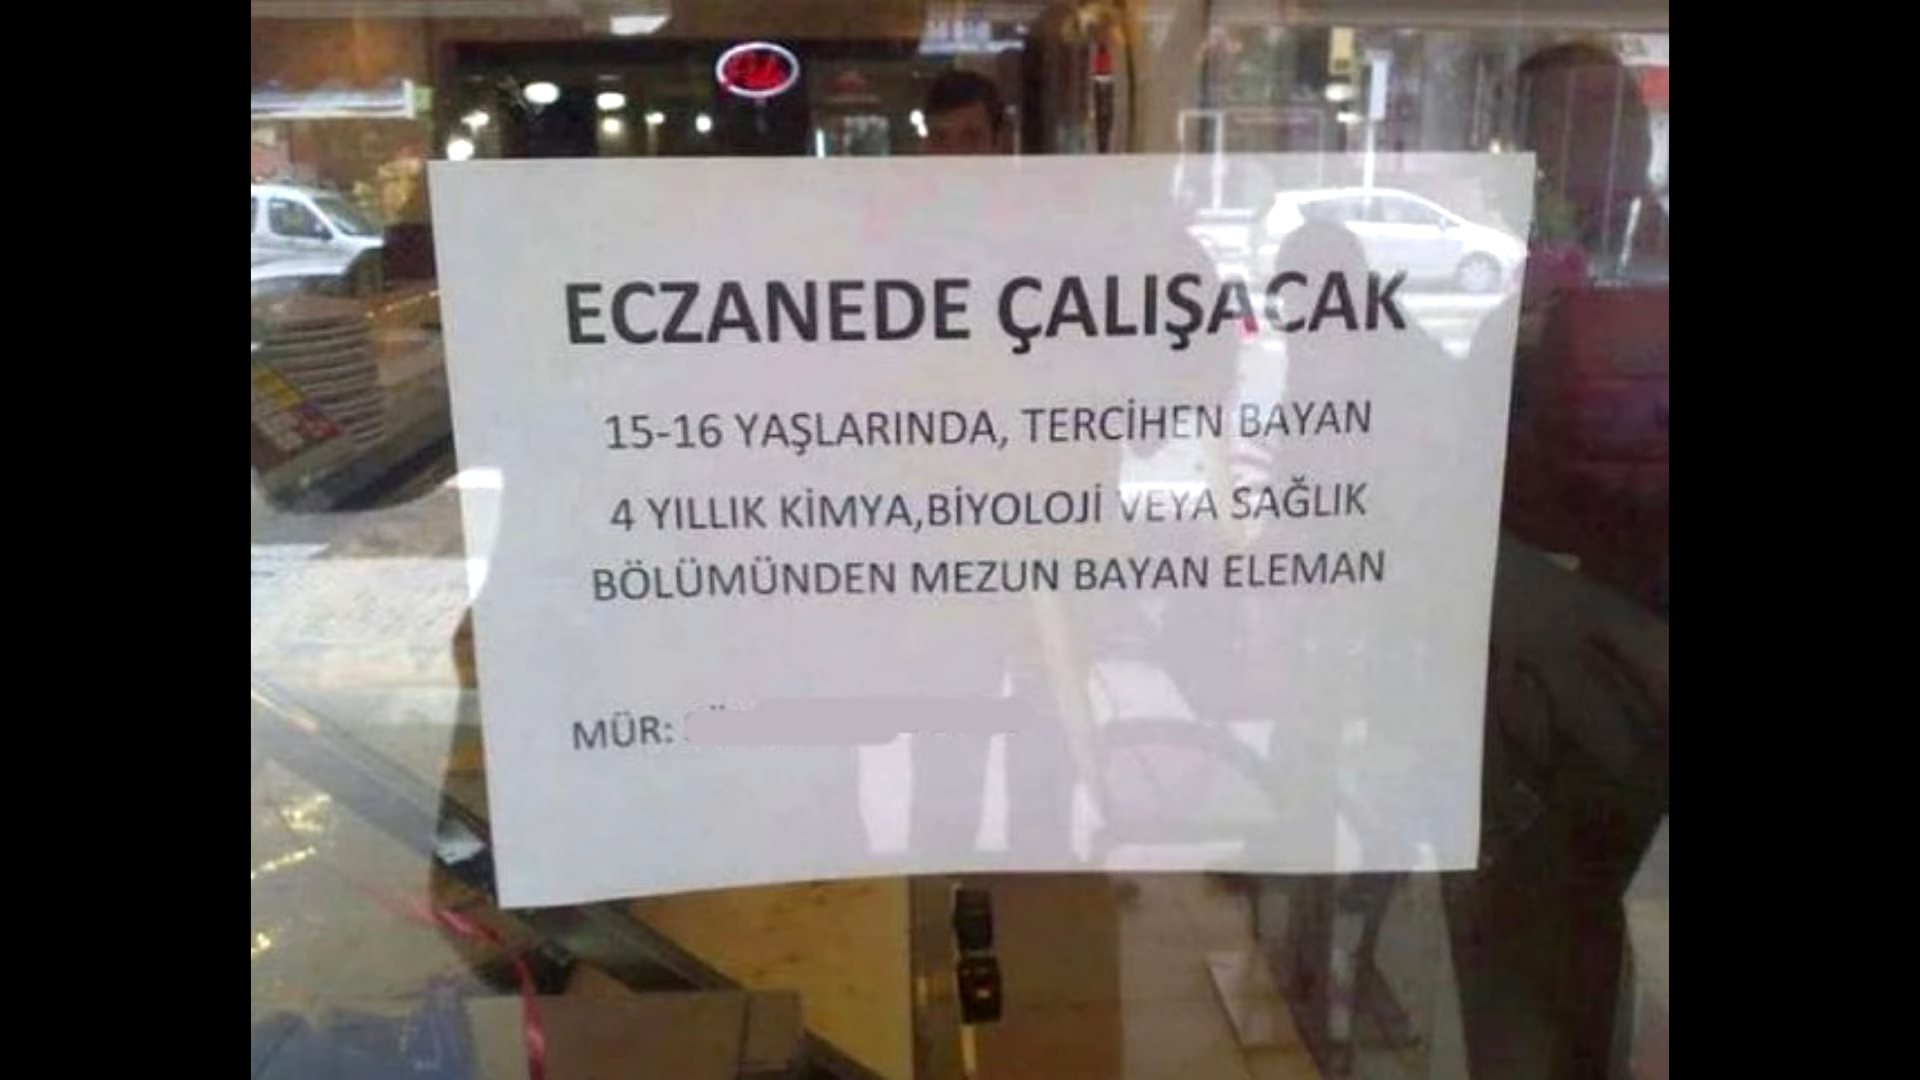 ECZANEDE ÇALIŞACAK
15-16 YAŞLARINDA, TERCİHEN BAYAN
4 YILLIK KİMYA,BİYOLOJİ VEYA SAĞLIK
BÖLÜMÜNDEN MEZUN BAYAN ELEMAN
MÜR: